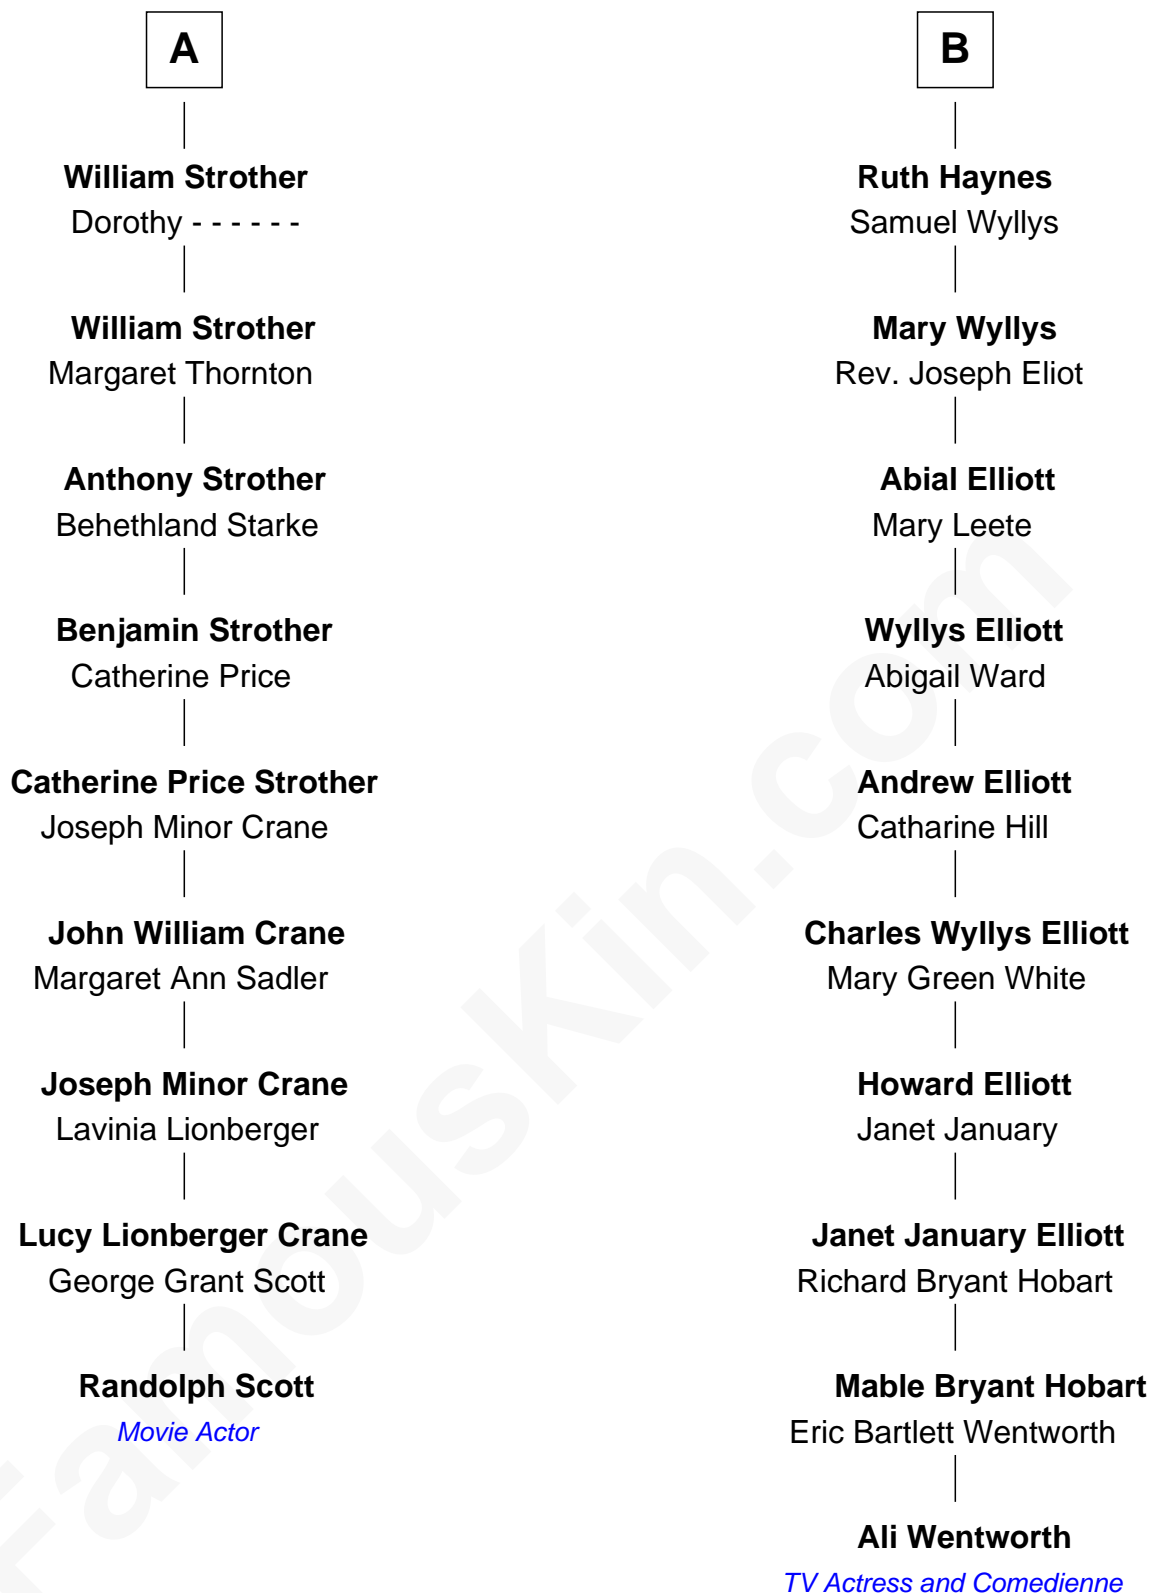 A
William Strother
Dorothy - - - - - -
William Strother
Margaret Thornton
Anthony Strother
Behethland Starke
Benjamin Strother
Catherine Price
Catherine Price Strother
Joseph Minor Crane
John William Crane
Margaret Ann Sadler
Joseph Minor Crane
Lavinia Lionberger
Lucy Lionberger Crane
George Grant Scott
Randolph Scott
Movie Actor
B
Ruth Haynes
Samuel Wyllys
Mary Wyllys
Rev. Joseph Eliot
Abial Elliott
Mary Leete
Wyllys Elliott
Abigail Ward
Andrew Elliott
Catharine Hill
Charles Wyllys Elliott
Mary Green White
Howard Elliott
Janet January
Janet January Elliott
Richard Bryant Hobart
Mable Bryant Hobart
Eric Bartlett Wentworth
Ali Wentworth
TV Actress and Comedienne
FamousKin.com